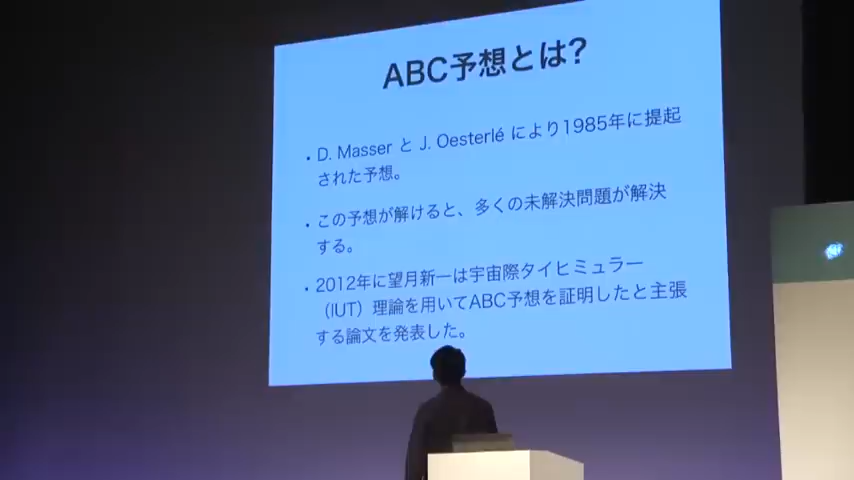 ABC予想とは?
・D. Masser と J. Oesterlé により1985年に提起
された予想。
・この予想が解けると、多くの未解決問題が解決
する。
・2012年に望月新一は宇宙際タイヒミュラー
（IUT）理論を用いてABC予想を証明したと主張
する論文を発表した。